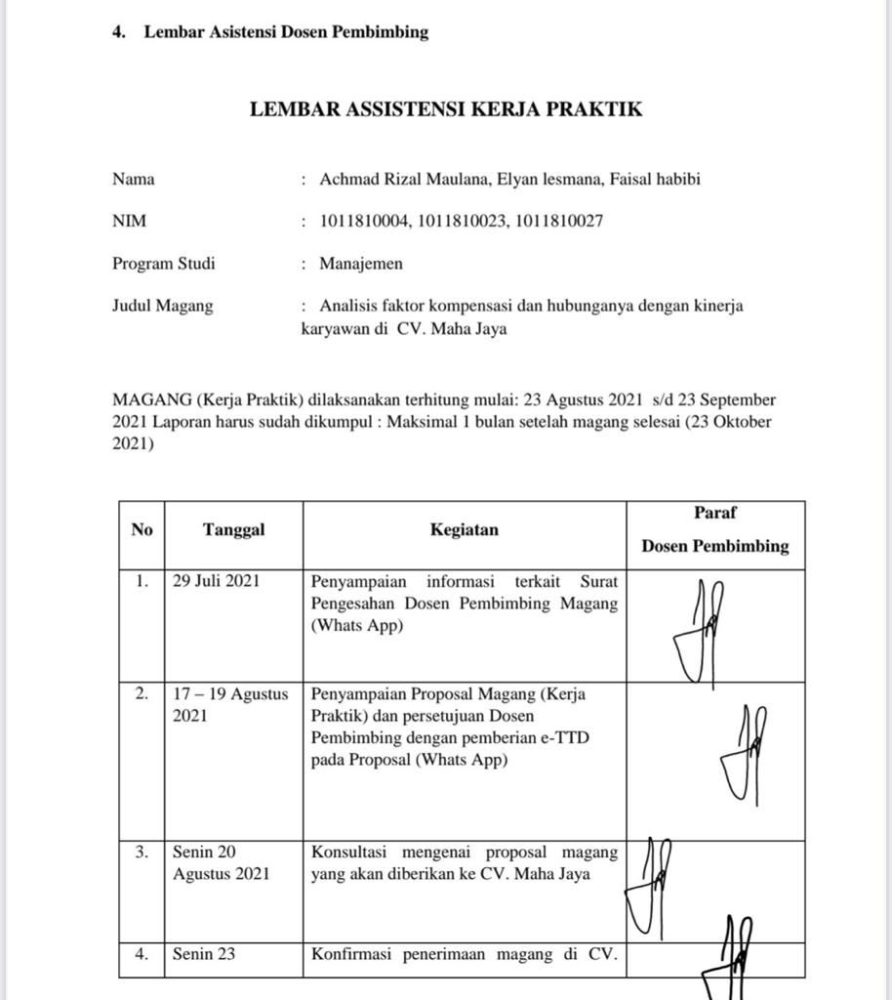 4. Lembar Asistensi Dosen Pembimbing
LEMBAR ASSISTENSI KERJA PRAKTIK
Nama : Achmad Rizal Maulana, Elyan lesmana, Faisal habibi
NIM : 1011810004, 1011810023, 1011810027
Program Studi : Manajemen
Judul Magang : Analisis faktor kompensasi dan hubunganya dengan kinerja
karyawan di CV. Maha Jaya
MAGANG (Kerja Praktik) dilaksanakan terhitung mulai: 23 Agustus 2021 s/d 23 September
2021 Laporan harus sudah dikumpul : Maksimal 1 bulan setelah magang selesai (23 Oktober
2021)
No Tanggal Kegiatan Paraf
Dosen Pembimbing
1. 29 Juli 2021 Penyampaian informasi terkait Surat
Pengesahan Dosen Pembimbing Magang
(Whats App)
2. 17 – 19 Agustus Penyampaian Proposal Magang (Kerja
2021 Praktik) dan persetujuan Dosen
Pembimbing dengan pemberian e-TTD
pada Proposal (Whats App)
3. Senin 20 Konsultasi mengenai proposal magang
Agustus 2021 yang akan diberikan ke CV. Maha Jaya
4. Senin 23 Konfirmasi penerimaan magang di CV.